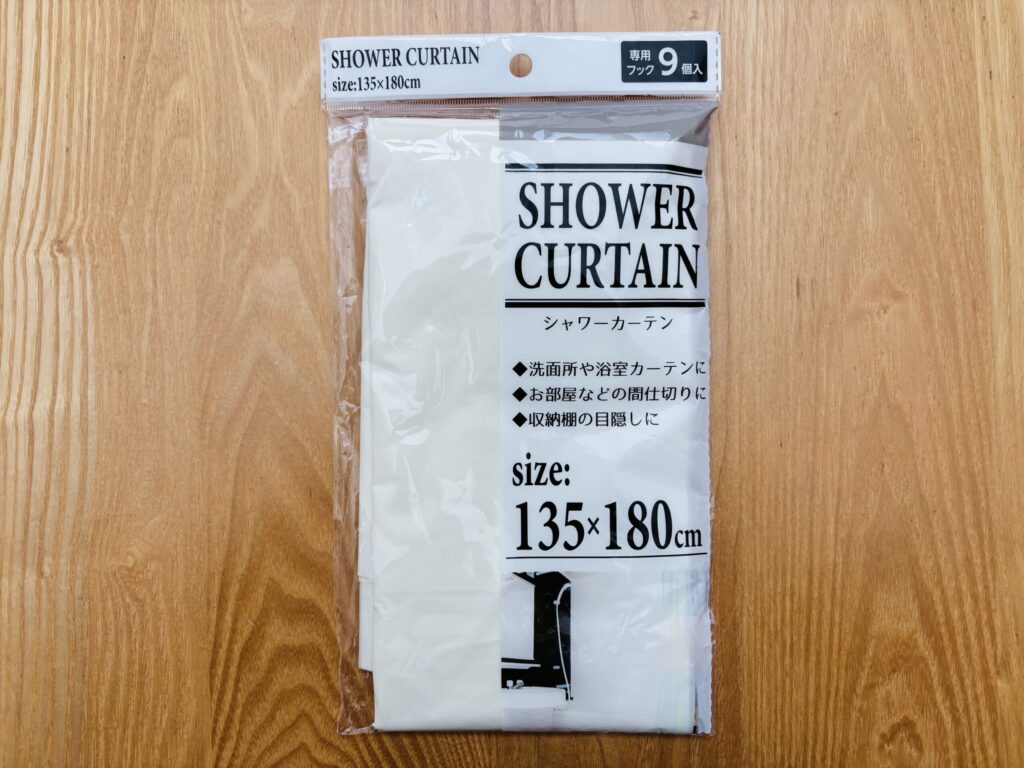 SHOWER CURTAIN
size:135×180cm
専用
フック 9 個入
SHOWER
CURTAIN
シャワーカーテン
◆洗面所や浴室カーテンに
◆お部屋などの間仕切りに
◆収納棚の目隠しに
size:
135×180cm